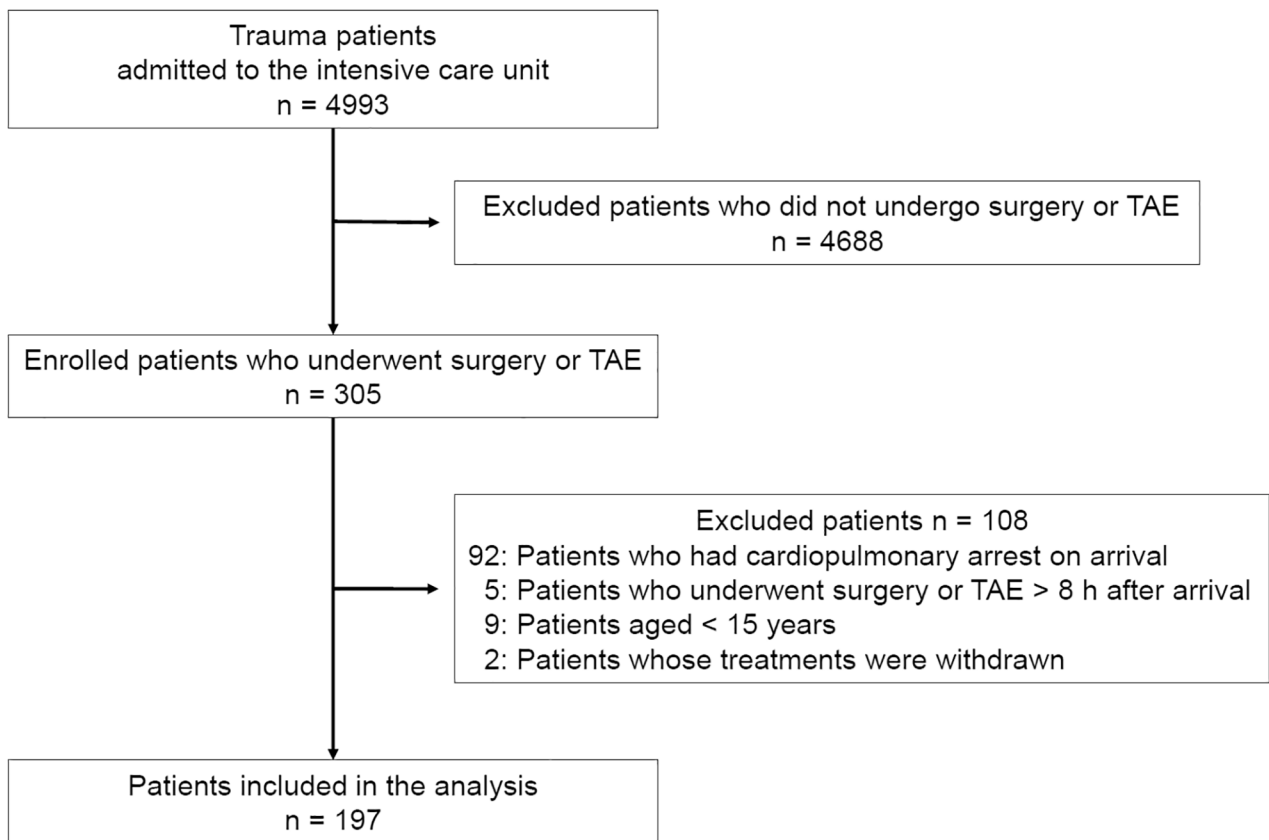 Trauma patients
admitted to the intensive care unit
n = 4993
Excluded patients who did not undergo surgery or TAE
n = 4688
Enrolled patients who underwent surgery or TAE
n = 305
Excluded patients n = 108
92: Patients who had cardiopulmonary arrest on arrival
5: Patients who underwent surgery or TAE > 8 h after arrival
9: Patients aged < 15 years
2: Patients whose treatments were withdrawn
Patients included in the analysis
n = 197